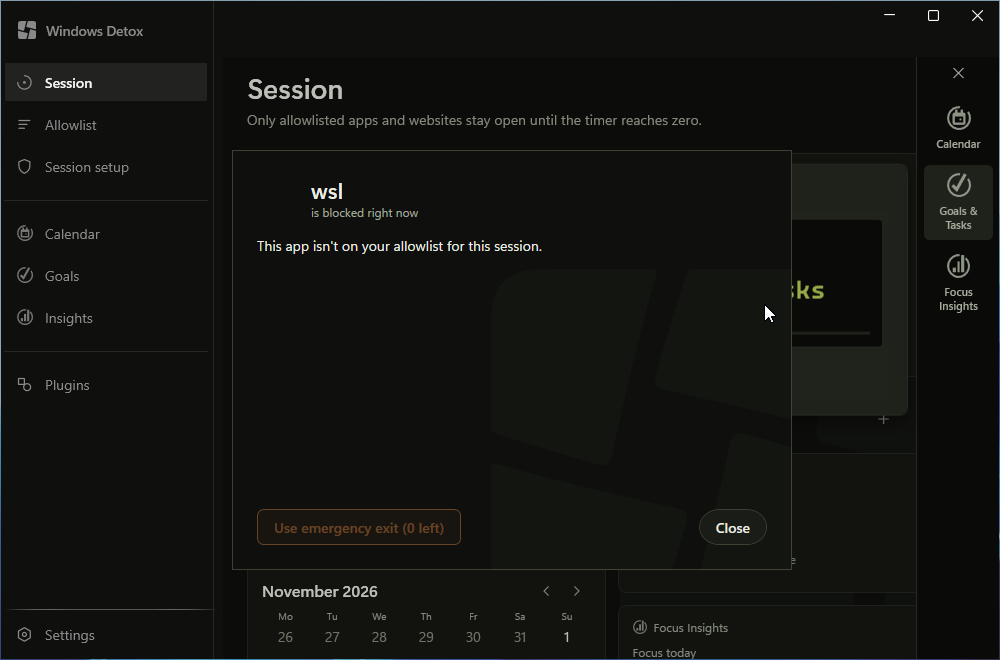 Windows Detox
Session
Allowlist
Session setup
Calendar
Goals
Insights
Plugins
Settings
Session
Only allowlisted apps and websites stay open until the timer reaches zero.
wsl
is blocked right now
This app isn't on your allowlist for this session.
Use emergency exit (0 left)
Close
November 2026
Mo Tu We Th Fr Sa Su
26 27 28 29 30 31 1
Focus Insights
Focus today
Calendar
Goals &
Tasks
Focus
Insights